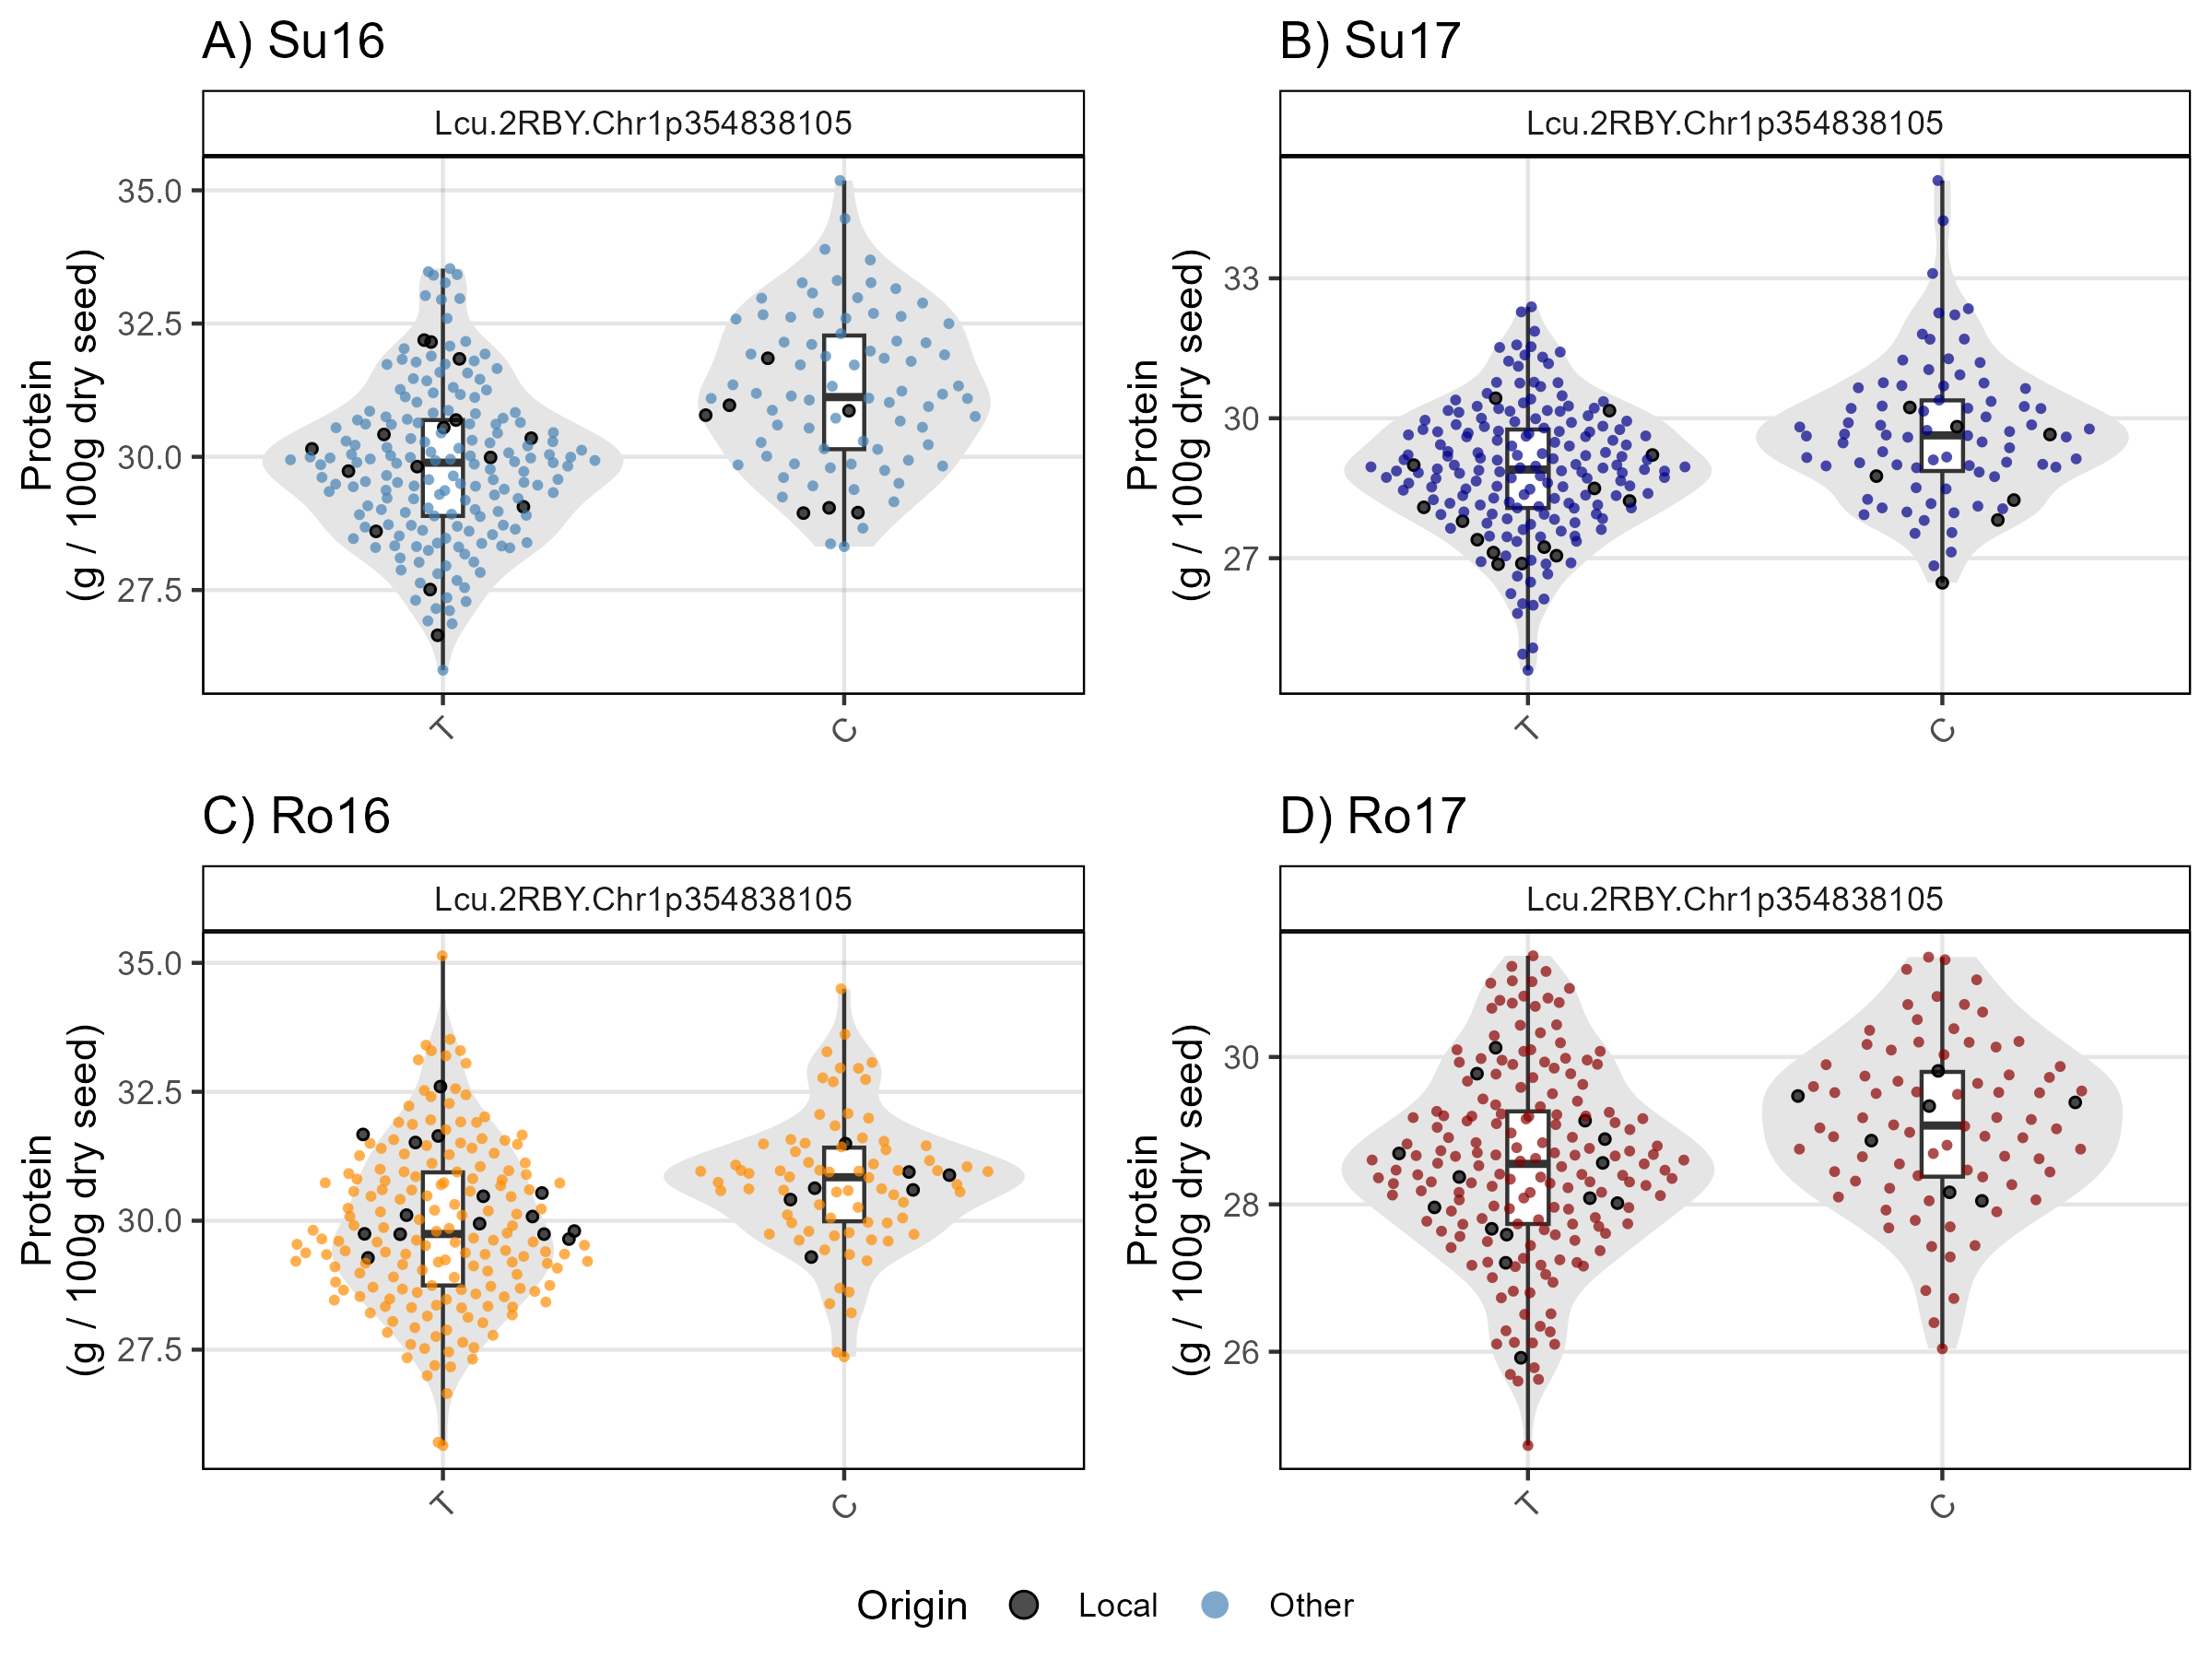 A) Su16
Lcu.2RBY.Chr1p354838105
Protein
(g / 100g dry seed)
35.0
32.5
30.0
27.5
T
C
B) Su17
Lcu.2RBY.Chr1p354838105
Protein
(g / 100g dry seed)
33
30
27
T
C
C) Ro16
Lcu.2RBY.Chr1p354838105
Protein
(g / 100g dry seed)
35.0
32.5
30.0
27.5
T
C
D) Ro17
Lcu.2RBY.Chr1p354838105
Protein
(g / 100g dry seed)
30
28
26
T
C
Origin Local Other